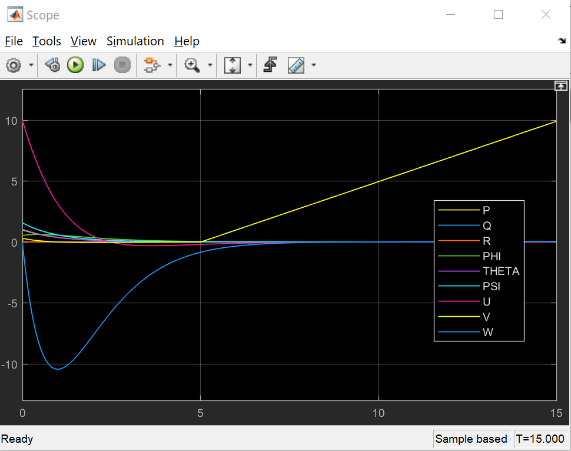 Scope
File Tools View Simulation Help
10
5
0
-5
-10
P
Q
R
PHI
THETA
PSI
U
V
W
0 5 10 15
Ready Sample based T=15.000